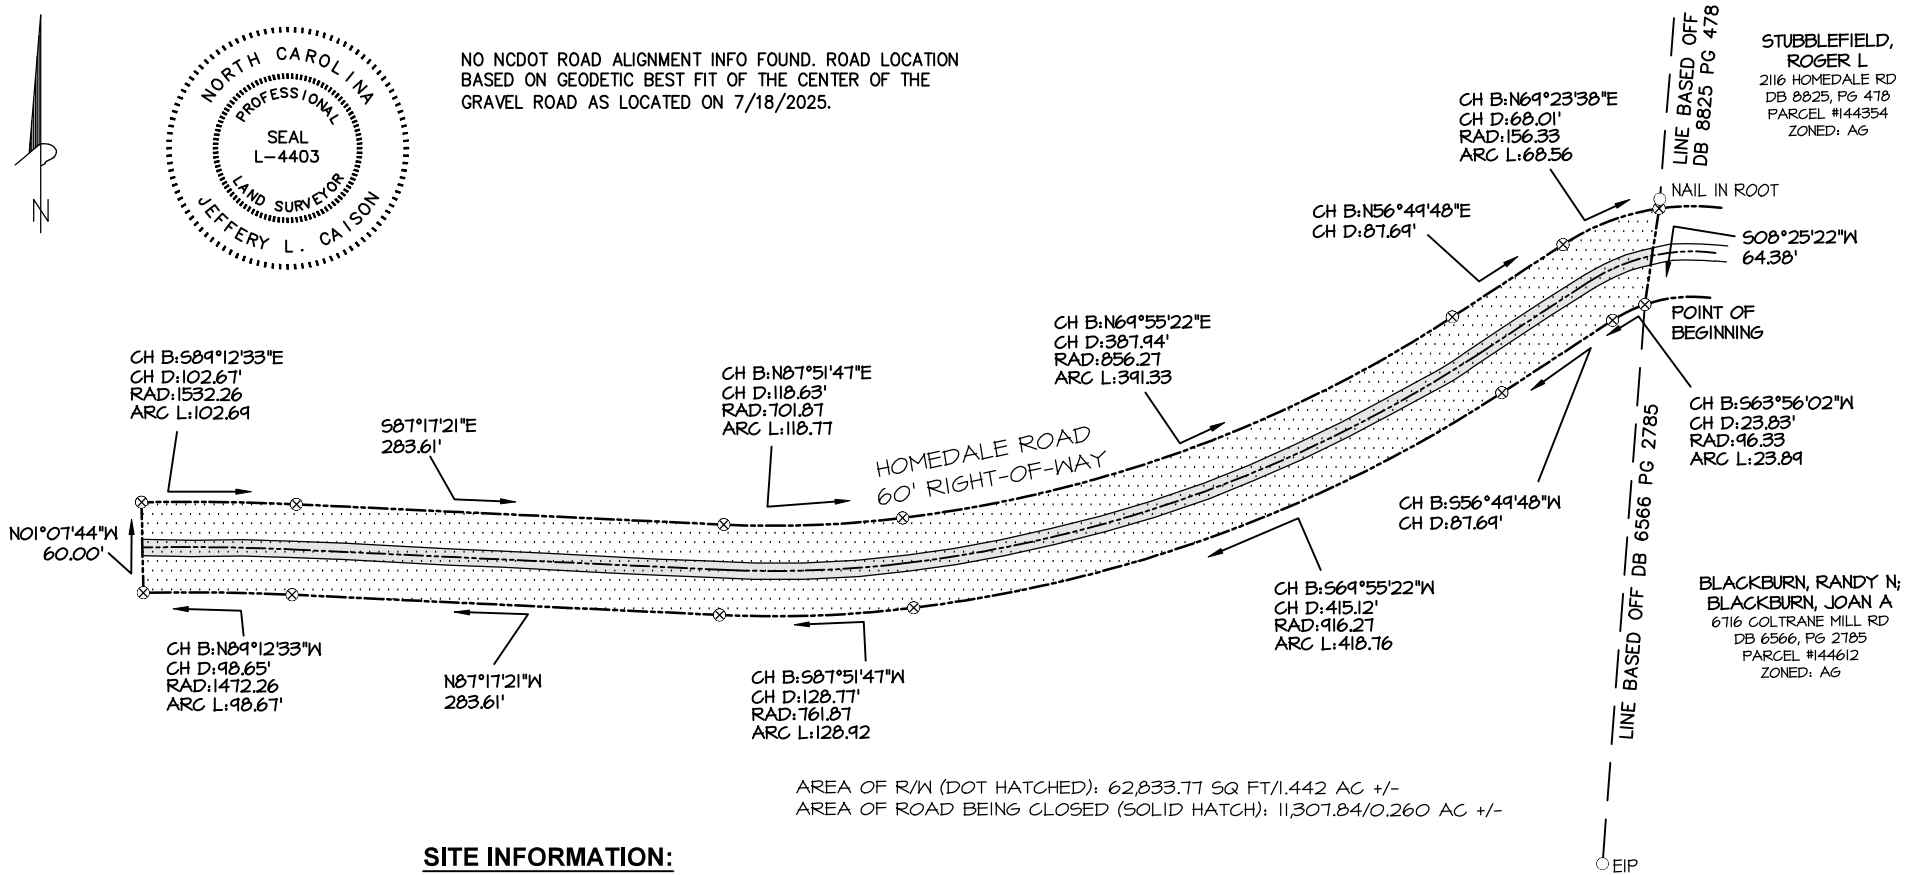 NORTH CAROLINA
PROFESSIONAL
SEAL
L-4403
LAND SURVEYOR
JEFFERY L. CAISON
N
NO NCDOT ROAD ALIGNMENT INFO FOUND. ROAD LOCATION
BASED ON GEODETIC BEST FIT OF THE CENTER OF THE
GRAVEL ROAD AS LOCATED ON 7/18/2025.
LINE BASED OFF
DB 8825 PG 478
STUBBLEFIELD,
ROGER L
2116 HOMEDALE RD
DB 8825, PG 478
PARCEL #144354
ZONED: AG
CH B:N69°23'38"E
CH D:68.01'
RAD:156.33
ARC L:68.56
NAIL IN ROOT
CH B:N56°49'48"E
CH D:87.69'
S08°25'22"W
64.38'
POINT OF
BEGINNING
CH B:N69°55'22"E
CH D:387.94'
RAD:856.27
ARC L:391.33
CH B:S89°12'33"E
CH D:102.67'
RAD:1532.26
ARC L:102.69
CH B:N87°51'47"E
CH D:118.63'
RAD:701.87
ARC L:118.77
S87°17'21"E
283.61'
HOMEDALE ROAD
60' RIGHT-OF-WAY
CH B:S63°56'02"W
CH D:23.83'
RAD:96.33
ARC L:23.89
CH B:S56°49'48"W
CH D:87.69'
LINE BASED OFF DB 6566 PG 2785
N01°07'44"W
60.00'
CH B:S69°55'22"W
CH D:415.12'
RAD:916.27
ARC L:418.76
BLACKBURN, RANDY N;
BLACKBURN, JOAN A
6716 COLTRANE MILL RD
DB 6566, PG 2785
PARCEL #144612
ZONED: AG
CH B:N89°12'33"W
CH D:98.65'
RAD:1472.26
ARC L:98.67'
N87°17'21"W
283.61'
CH B:S87°51'47"W
CH D:128.77'
RAD:761.87
ARC L:128.92
AREA OF R/W (DOT HATCHED): 62,833.77 SQ FT/1.442 AC +/-
AREA OF ROAD BEING CLOSED (SOLID HATCH): 11,307.84/0.260 AC +/-
SITE INFORMATION:
EIP